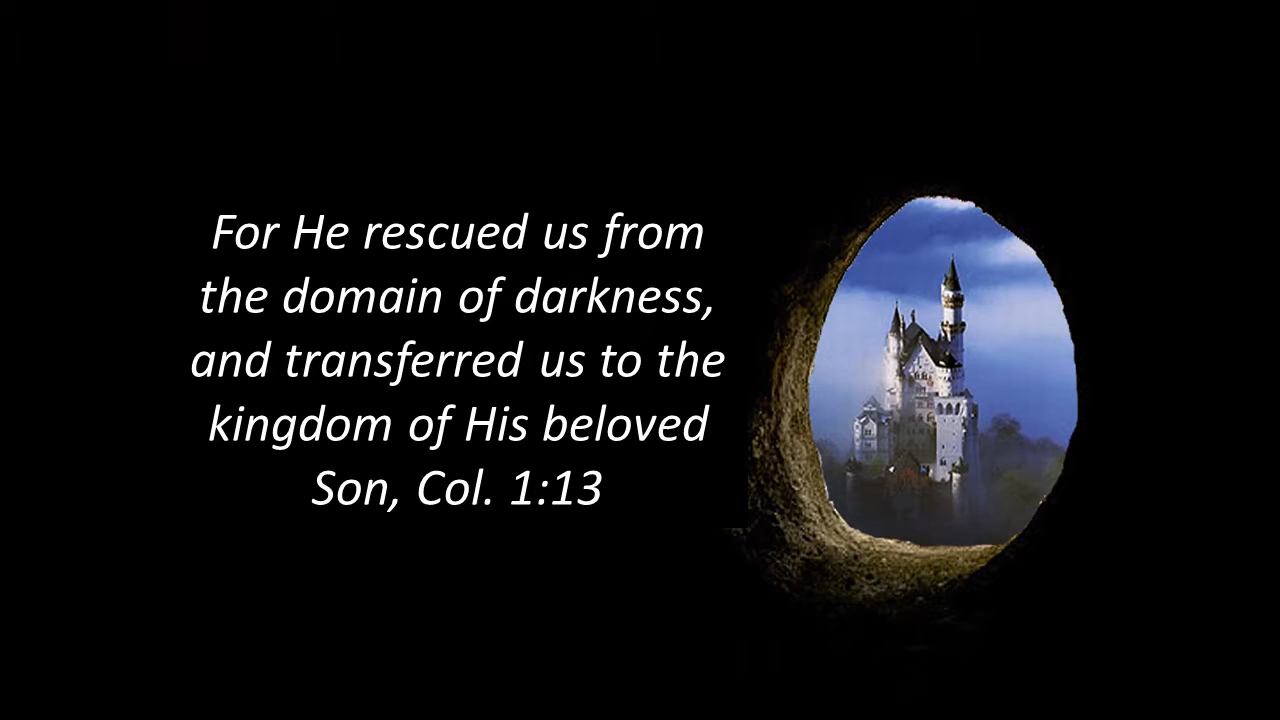 For He rescued us from
the domain of darkness,
and transferred us to the
kingdom of His beloved
Son, Col. 1:13